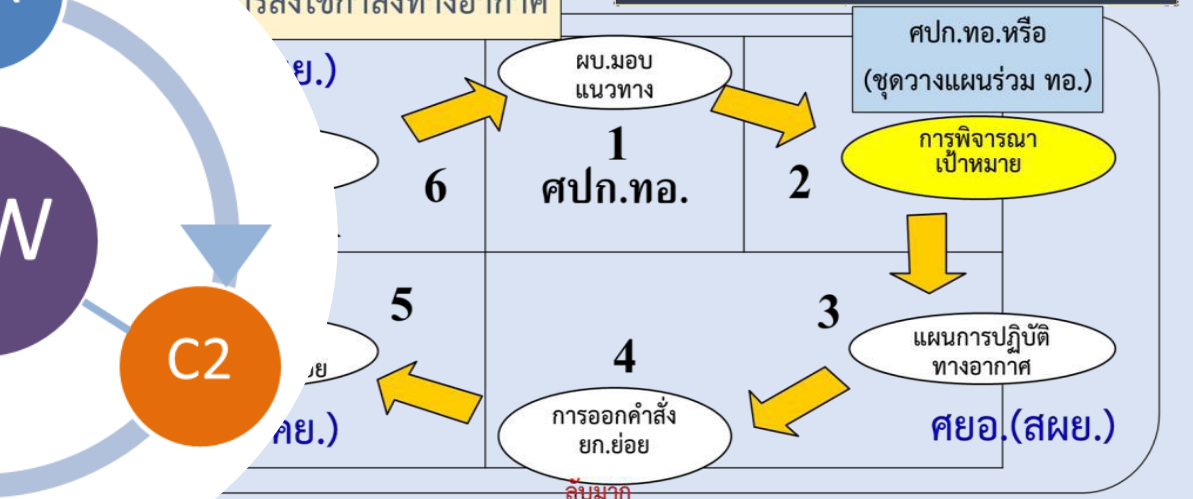 ศปก.ทอ.หรือ
(ชุดวางแผนร่วม ทอ.)
ผบ.มอบ
แนวทาง
การพิจารณา
เป้าหมาย
1
ศปก.ทอ.
2
6
W
5
3
4
C2
แผนการปฏิบัติ
ทางอากาศ
การออกคำสั่ง
ยก.ย่อย
ศยอ.(สผย.)